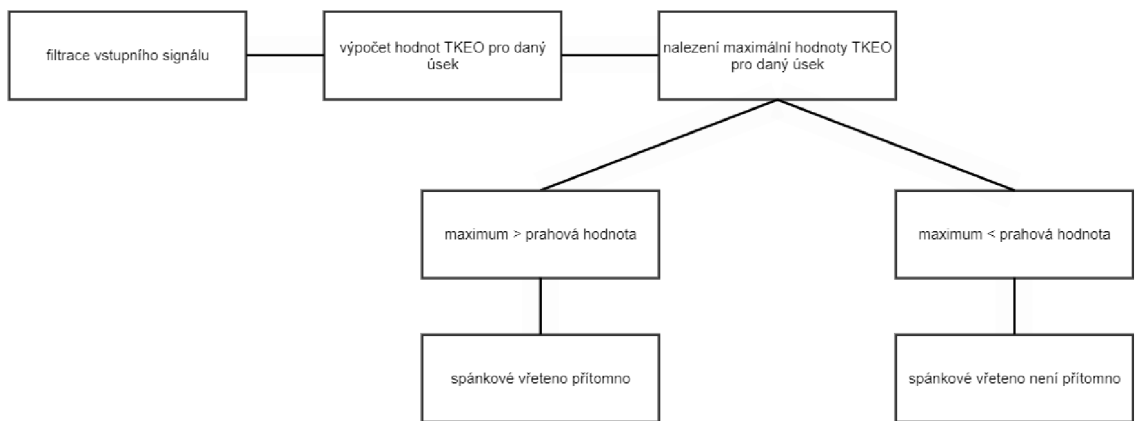 filtrace vstupního signálu
výpočet hodnot TKEO pro daný
úsek
nalezení maximální hodnoty TKEO
pro daný úsek
maximum > prahová hodnota
maximum < prahová hodnota
spánkové vřeteno přítomno
spánkové vřeteno není přítomno